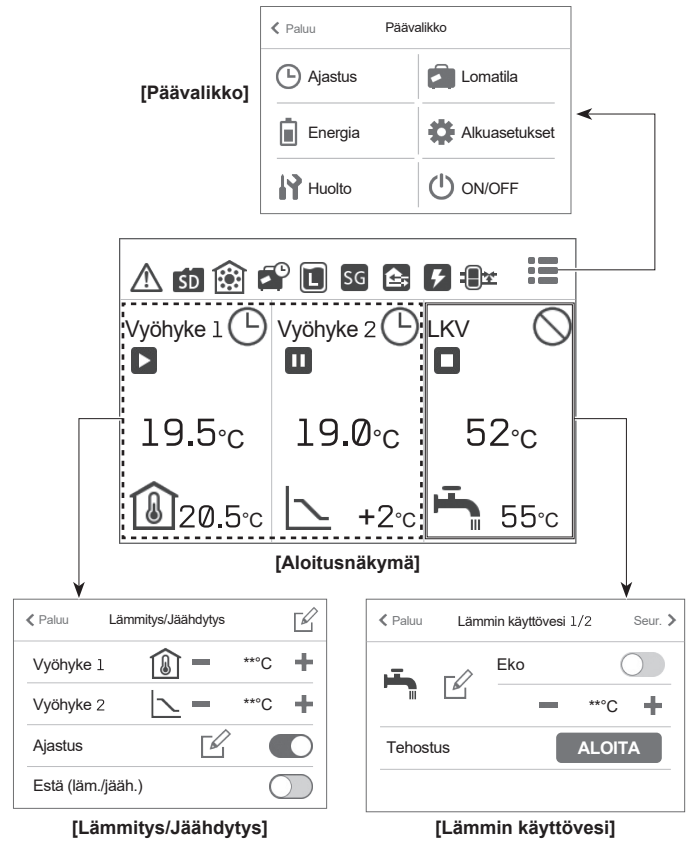 Paluu Päävalikko
[Päävalikko]
Ajastus Lomatila
Energia Alkuasetukset
Huolto ON/OFF
SD L SG
Vyöhyke 1 Vyöhyke 2 LKV
19.5°C 19.0°C 52°C
20.5°C +2°C 55°C
[Aloitusnäkymä]
Paluu Lämmitys/Jäähdytys
Vyöhyke 1 **°C
Vyöhyke 2 **°C
Ajastus
Estä (läm./jääh.)
[Lämmitys/Jäähdytys]
Paluu Lämmin käyttövesi 1/2 Seur.
Eko
**°C
Tehostus ALOITA
[Lämmin käyttövesi]